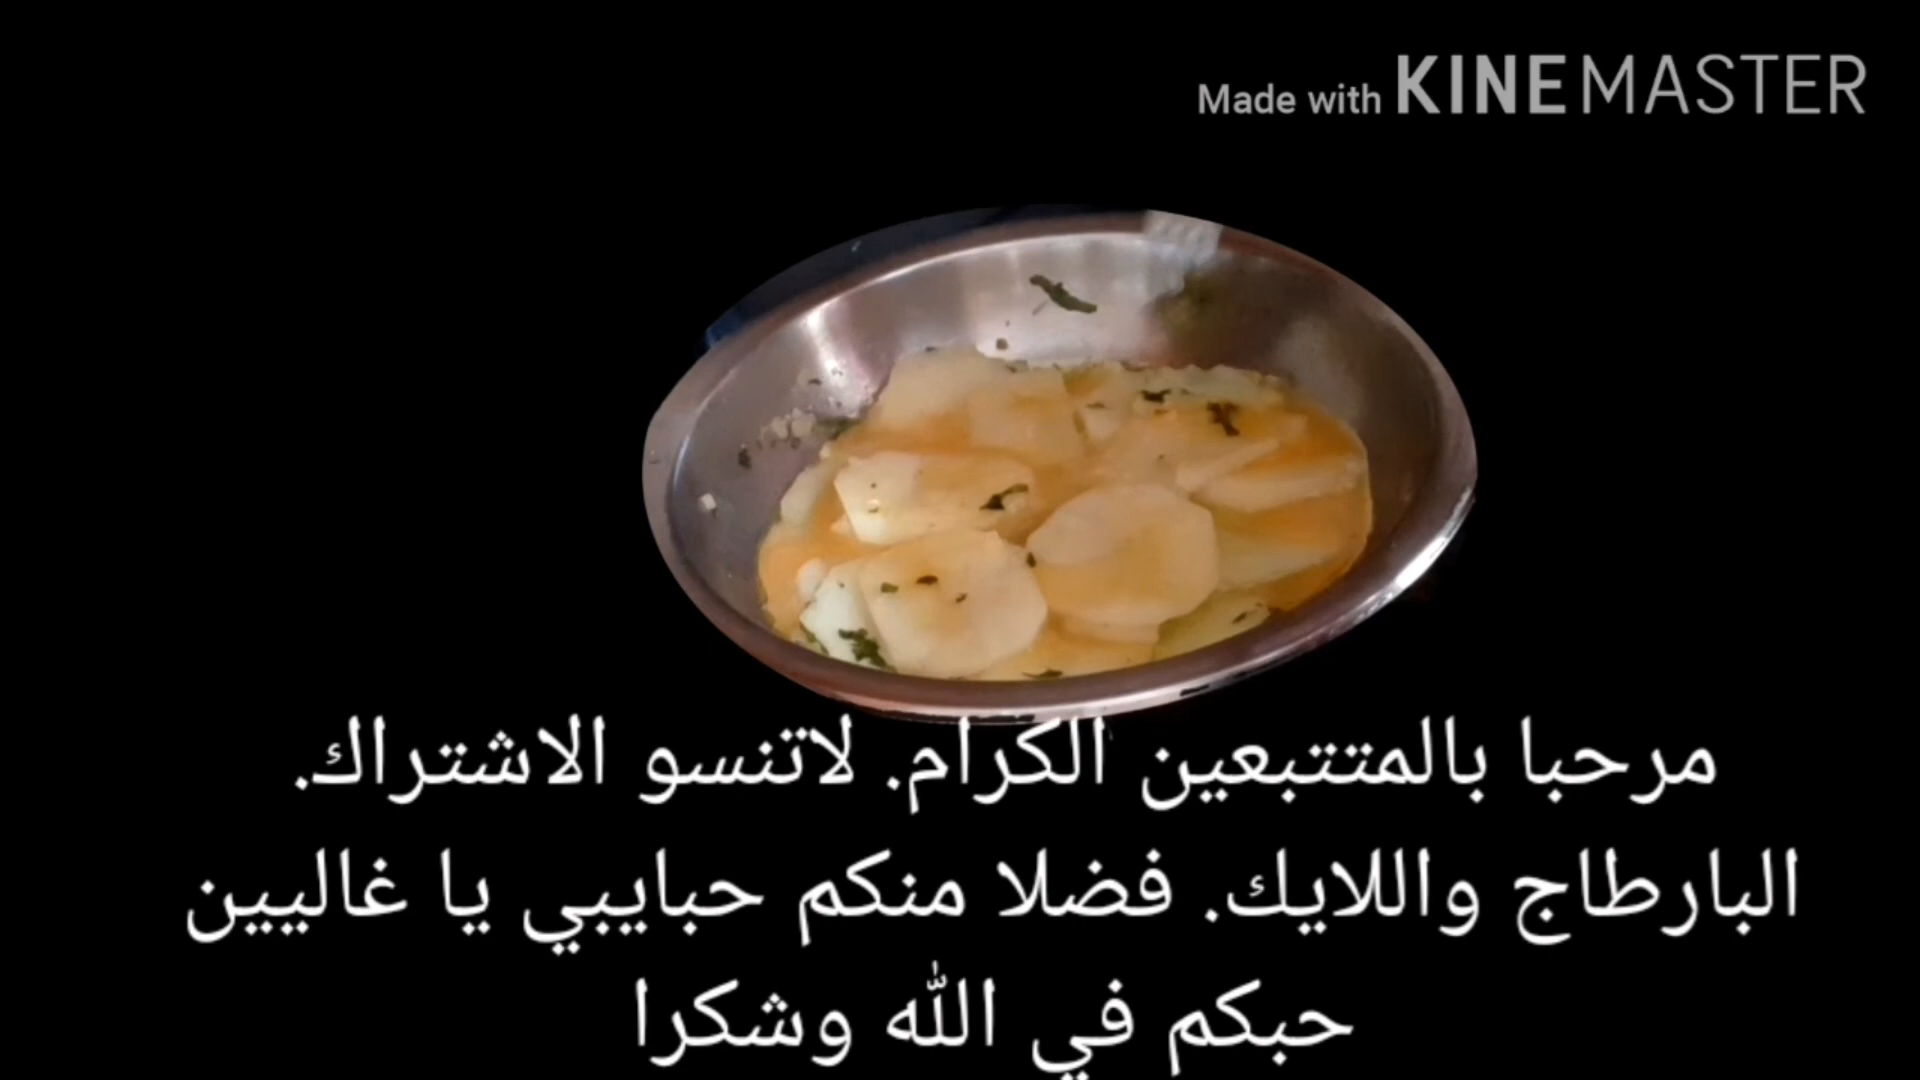 Made with KINEMASTER
مرحبا بالمتتبعين الكرام. لاتنسو الاشتراك.
البارطاج واللايك. فضلا منكم حبايبي يا غاليين
حبكم في الله وشكرا